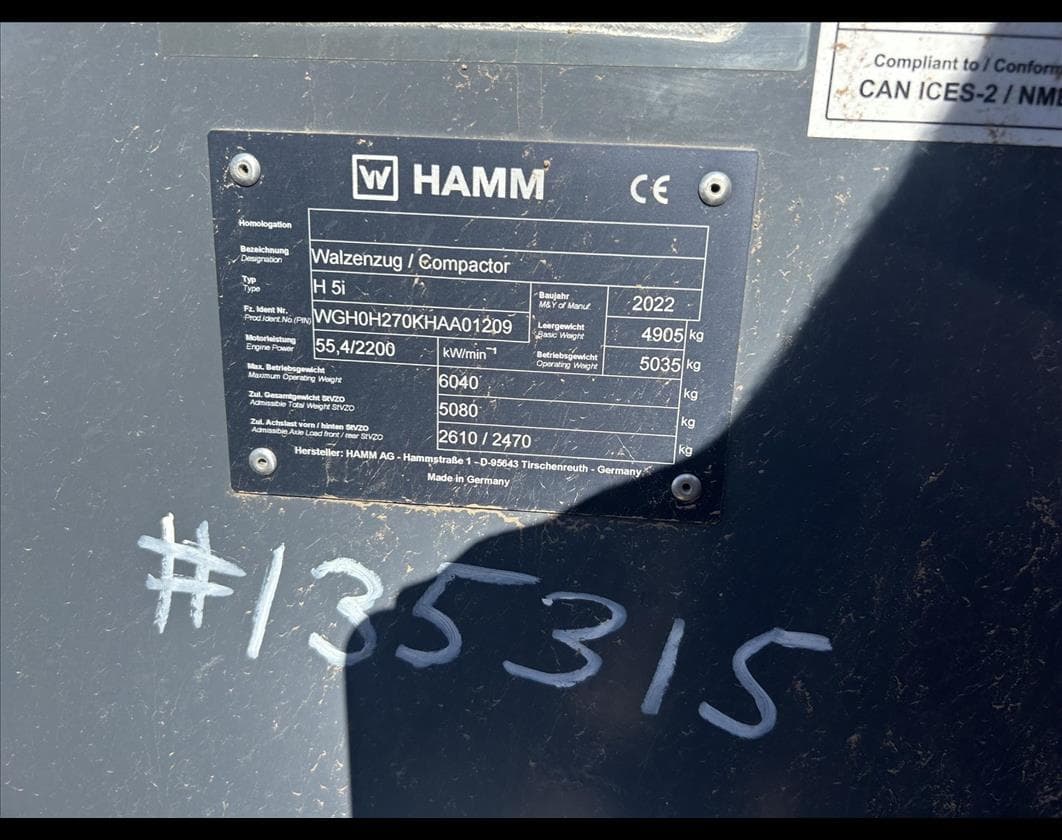 Compliant to / Conform
CAN ICES-2 / NM
W HAMM CE
Homologation
Bezeichnung
Designation
Walzenzug / Compactor
Typ
Type
H 5i
Baujahr
M&Y of Manuf.
2022
Fz. Ident Nr.
Prod.Ident.No.(PIN)
WGH0H270KHAA01209
Leergewicht
Basic Weight
4905 kg
Motorleistung
Engine Power
55,4/2200 kW/min⁻¹
Betriebsgewicht
Operating Weight
5035 kg
Max. Betriebsgewicht
Maximum Operating Weight
6040 kg
Zul. Gesamtgewicht StVZO
Admissible Total Weight StVZO
5080 kg
Zul. Achslast vorn / hinten StVZO
Admissible Axle Load front / rear StVZO
2610 / 2470 kg
Hersteller: HAMM AG - Hammstraße 1 - D-95643 Tirschenreuth - Germany
Made in Germany
#135315